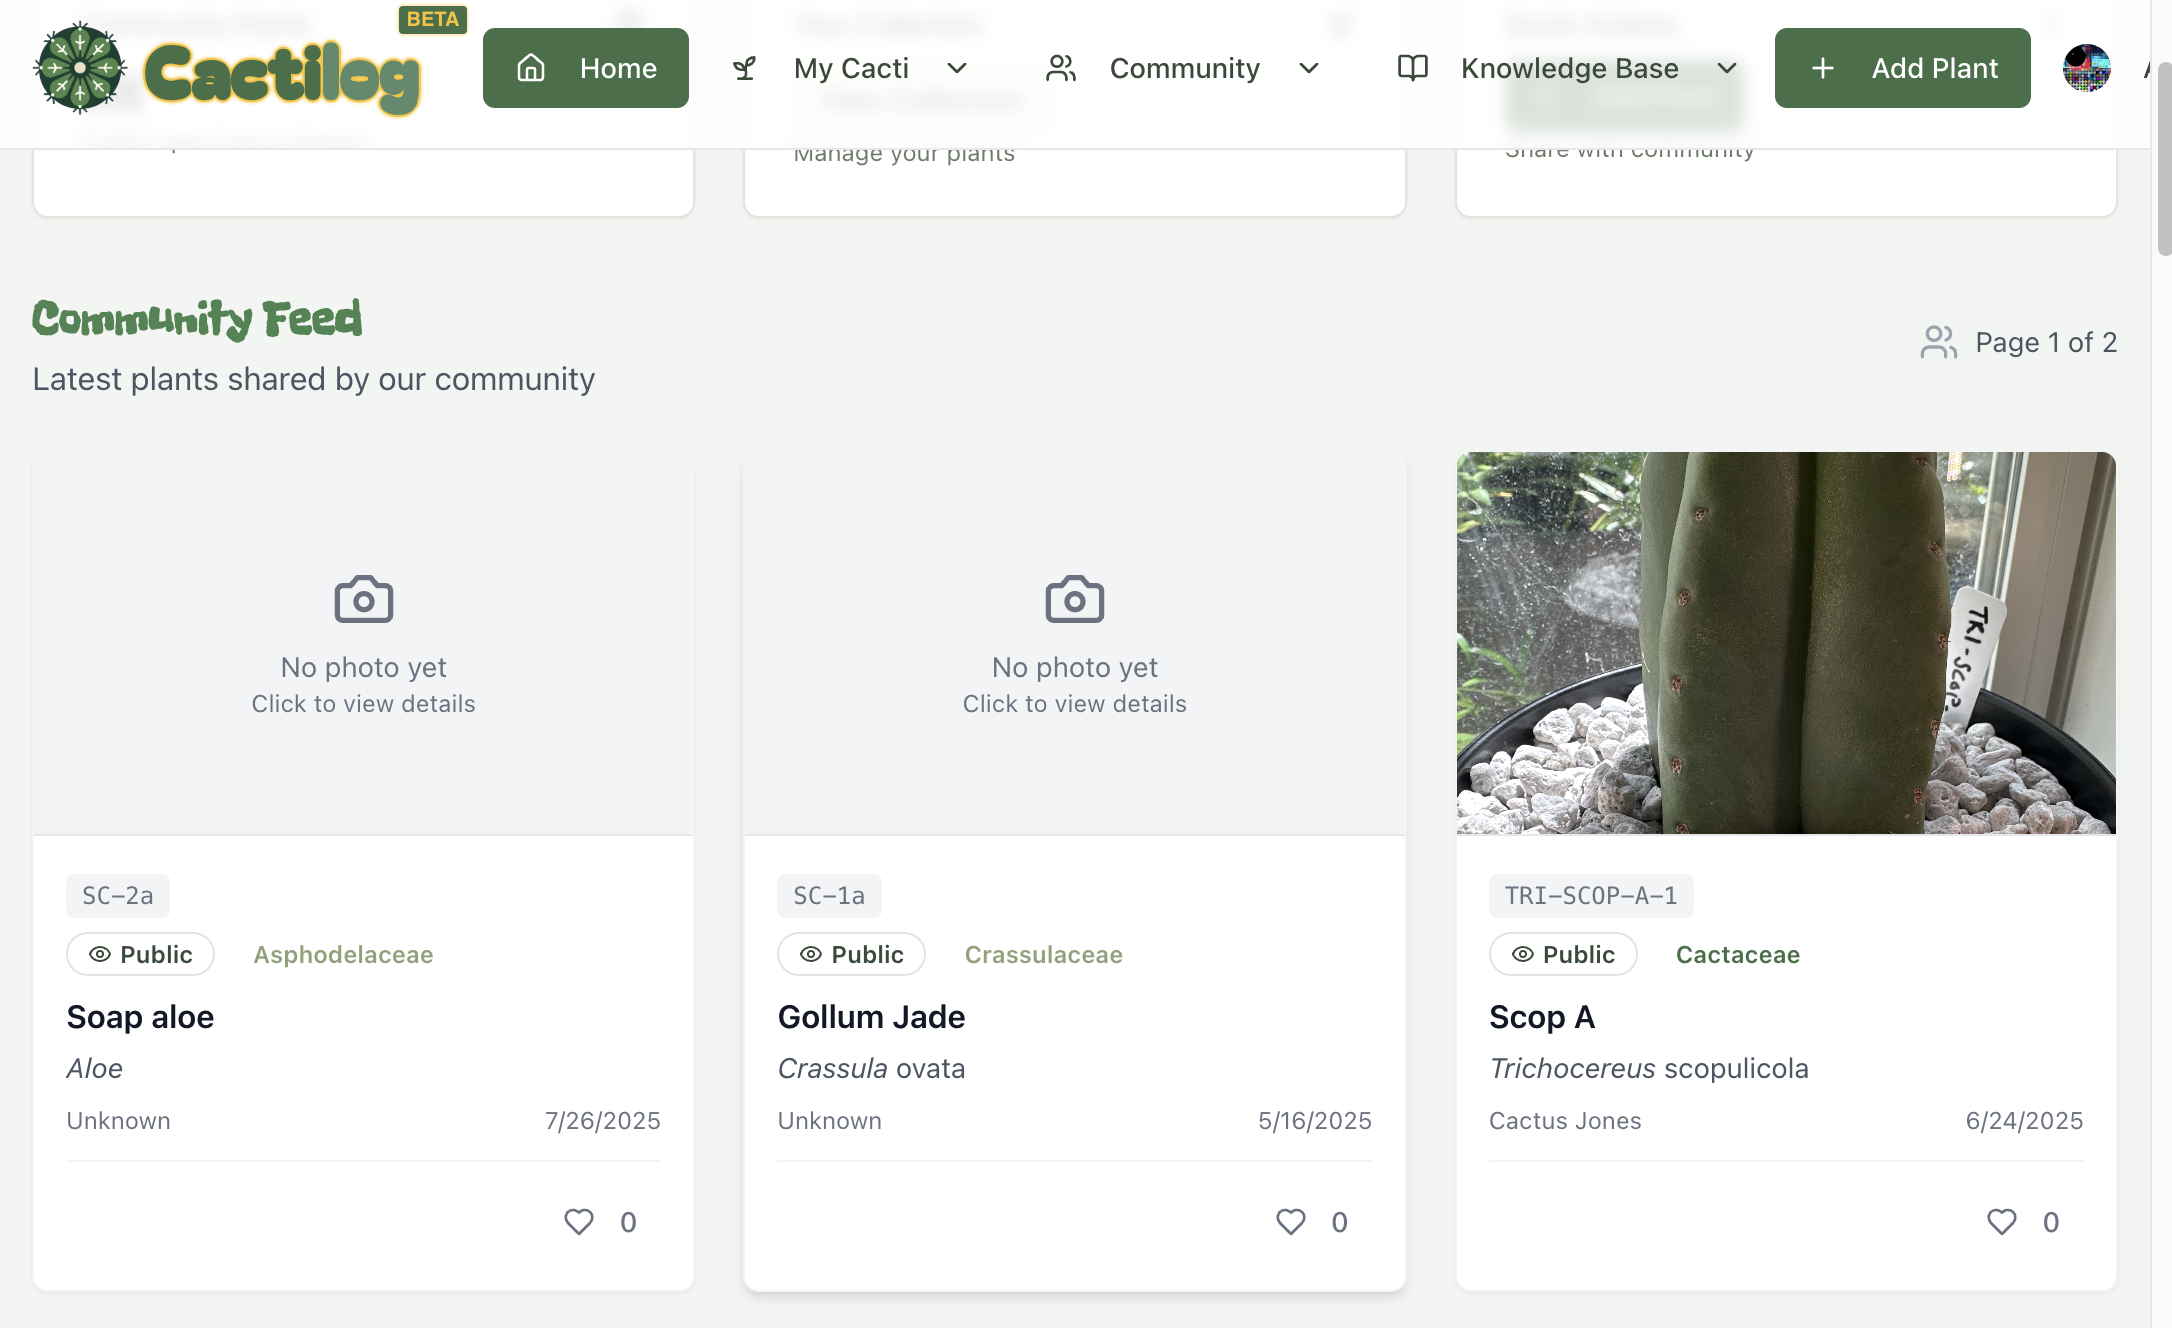 BETA
Cactilog
Home
My Cacti
Community
Knowledge Base
Add Plant
Manage your plants
Share with community
Community Feed
Latest plants shared by our community
Page 1 of 2
No photo yet
Click to view details
No photo yet
Click to view details
TRI-Scop
SC-2a
Public
Asphodelaceae
Soap aloe
Aloe
Unknown
7/26/2025
0
SC-1a
Public
Crassulaceae
Gollum Jade
Crassula ovata
Unknown
5/16/2025
0
TRI-SCOP-A-1
Public
Cactaceae
Scop A
Trichocereus scopulicola
Cactus Jones
6/24/2025
0